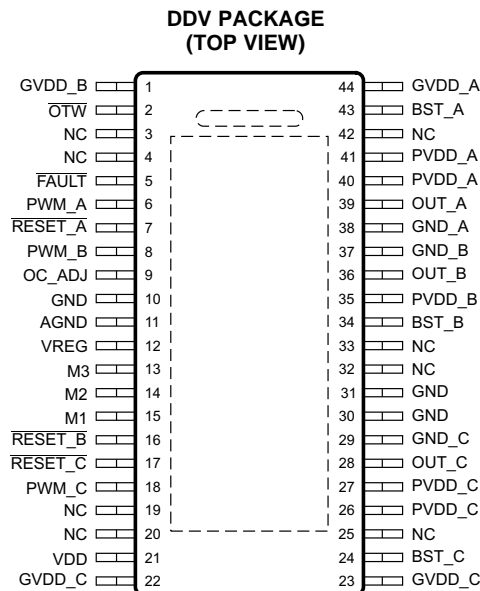 DDV PACKAGE
(TOP VIEW)
GVDD_B 1 44 GVDD_A
OTW 2 43 BST_A
NC 3 42 NC
NC 4 41 PVDD_A
FAULT 5 40 PVDD_A
PWM_A 6 39 OUT_A
RESET_A 7 38 GND_A
PWM_B 8 37 GND_B
OC_ADJ 9 36 OUT_B
GND 10 35 PVDD_B
AGND 11 34 BST_B
VREG 12 33 NC
M3 13 32 NC
M2 14 31 GND
M1 15 30 GND
RESET_B 16 29 GND_C
RESET_C 17 28 OUT_C
PWM_C 18 27 PVDD_C
NC 19 26 PVDD_C
NC 20 25 NC
VDD 21 24 BST_C
GVDD_C 22 23 GVDD_C